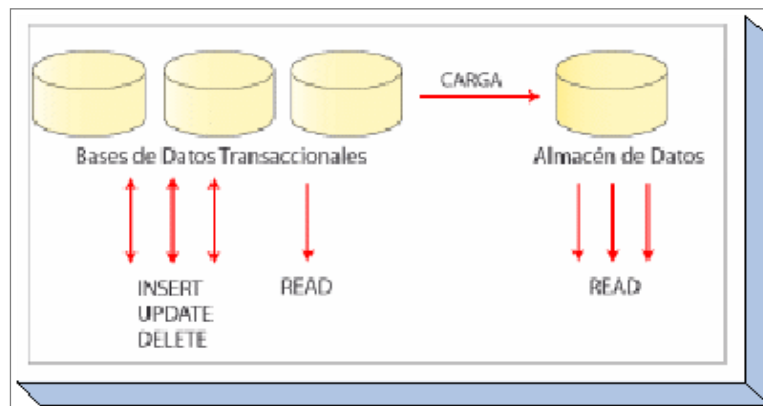 CARGA
Bases de Datos Transaccionales
Almacén de Datos
INSERT
UPDATE
DELETE
READ
READ